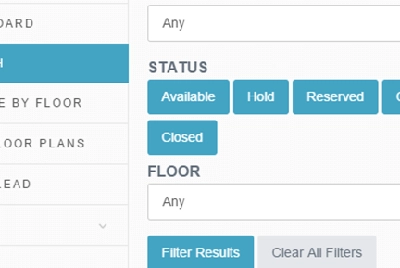 OARD
H
E BY FLOOR
LOOR PLANS
LEAD
Any
STATUS
Available Hold Reserved
Closed
FLOOR
Any
Filter Results Clear All Filters